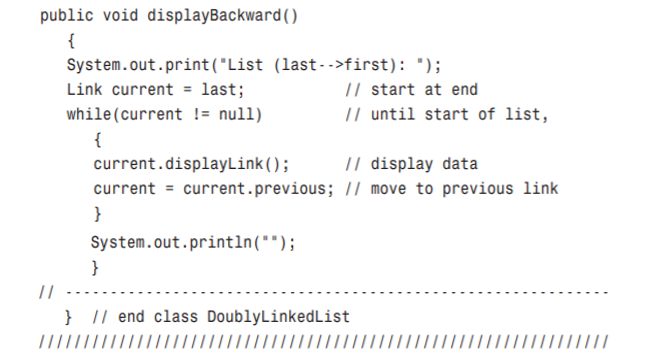 public void displayBackward()
{
System.out.print("List (last-->first): ");
Link current = last;             // start at end
while(current != null)           // until start of list,
{
current.displayLink();      // display data
current = current.previous; // move to previous link
}
System.out.println("");
}
// ------------------------------------------------------------
}  // end class DoublyLinkedList
////////////////////////////////////////////////////////////////